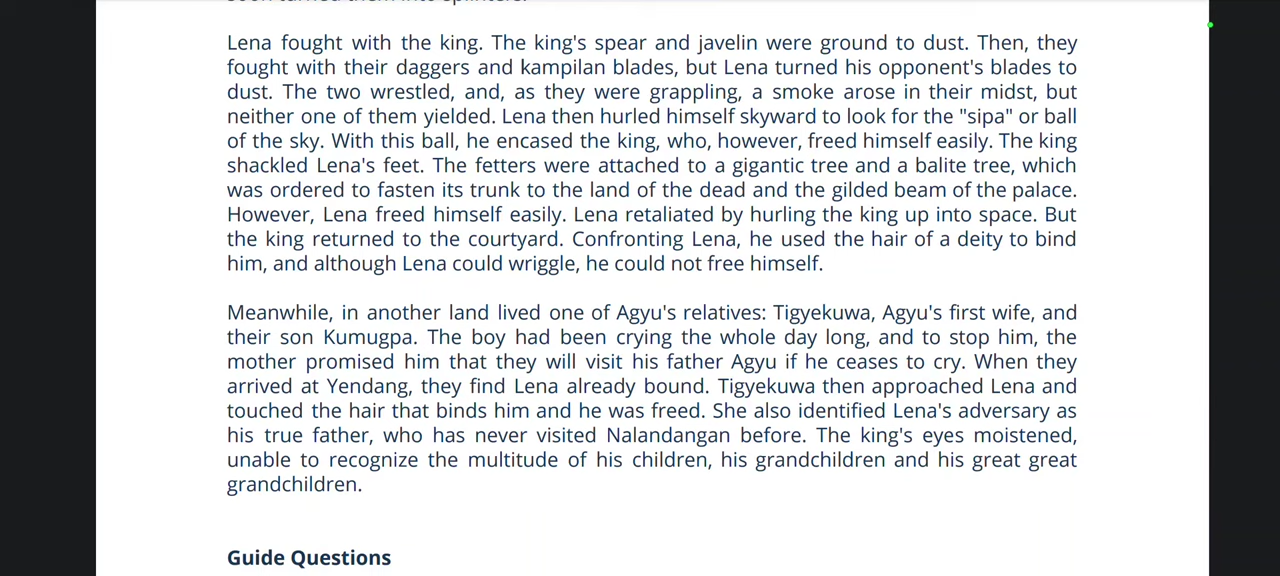 Lena fought with the king. The king's spear and javelin were ground to dust. Then, they
fought with their daggers and kampilan blades, but Lena turned his opponent's blades to
dust. The two wrestled, and, as they were grappling, a smoke arose in their midst, but
neither one of them yielded. Lena then hurled himself skyward to look for the "sipa" or ball
of the sky. With this ball, he encased the king, who, however, freed himself easily. The king
shackled Lena's feet. The fetters were attached to a gigantic tree and a balite tree, which
was ordered to fasten its trunk to the land of the dead and the gilded beam of the palace.
However, Lena freed himself easily. Lena retaliated by hurling the king up into space. But
the king returned to the courtyard. Confronting Lena, he used the hair of a deity to bind
him, and although Lena could wriggle, he could not free himself.
Meanwhile, in another land lived one of Agyu's relatives: Tigyekuwa, Agyu's first wife, and
their son Kumugpa. The boy had been crying the whole day long, and to stop him, the
mother promised him that they will visit his father Agyu if he ceases to cry. When they
arrived at Yendang, they find Lena already bound. Tigyekuwa then approached Lena and
touched the hair that binds him and he was freed. She also identified Lena's adversary as
his true father, who has never visited Nalandangan before. The king's eyes moistened,
unable to recognize the multitude of his children, his grandchildren and his great great
grandchildren.
Guide Questions